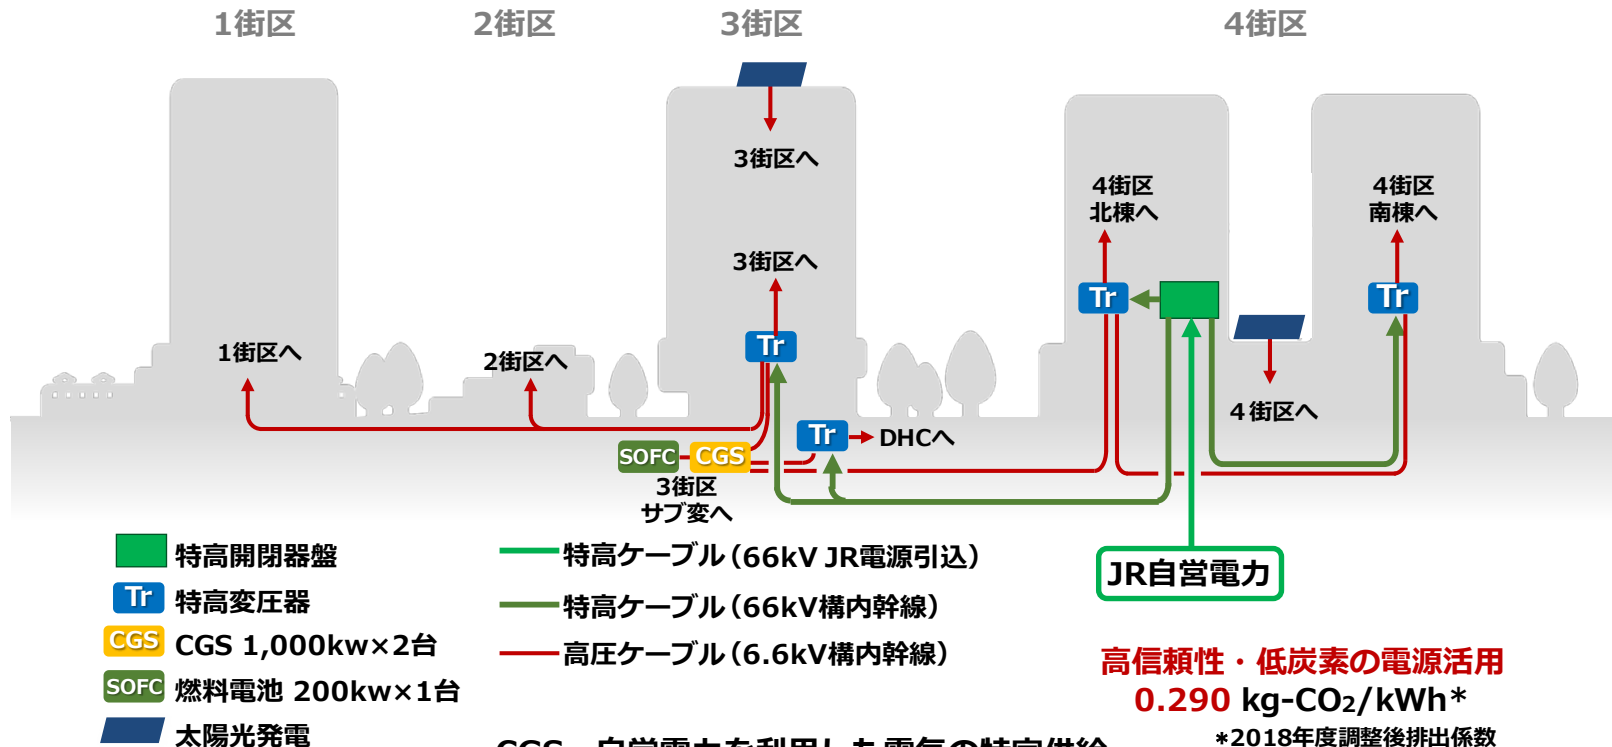 1街区
2街区
3街区
4街区
3街区へ
4街区
北棟へ
4街区
南棟へ
3街区へ
Tr
Tr
Tr
1街区へ
2街区へ
4街区へ
Tr
DHCへ
SOFC
CGS
3街区
サブ変へ
特高開閉器盤
Tr
特高変圧器
CGS
CGS 1,000kw×2台
SOFC
燃料電池 200kw×1台
太陽光発電
特高ケーブル(66kV JR電源引込)
特高ケーブル(66kV構内幹線)
高圧ケーブル(6.6kV構内幹線)
JR自営電力
高信頼性・低炭素の電源活用
0.290 kg-CO₂/kWh*
*2018年度調整後排出係数